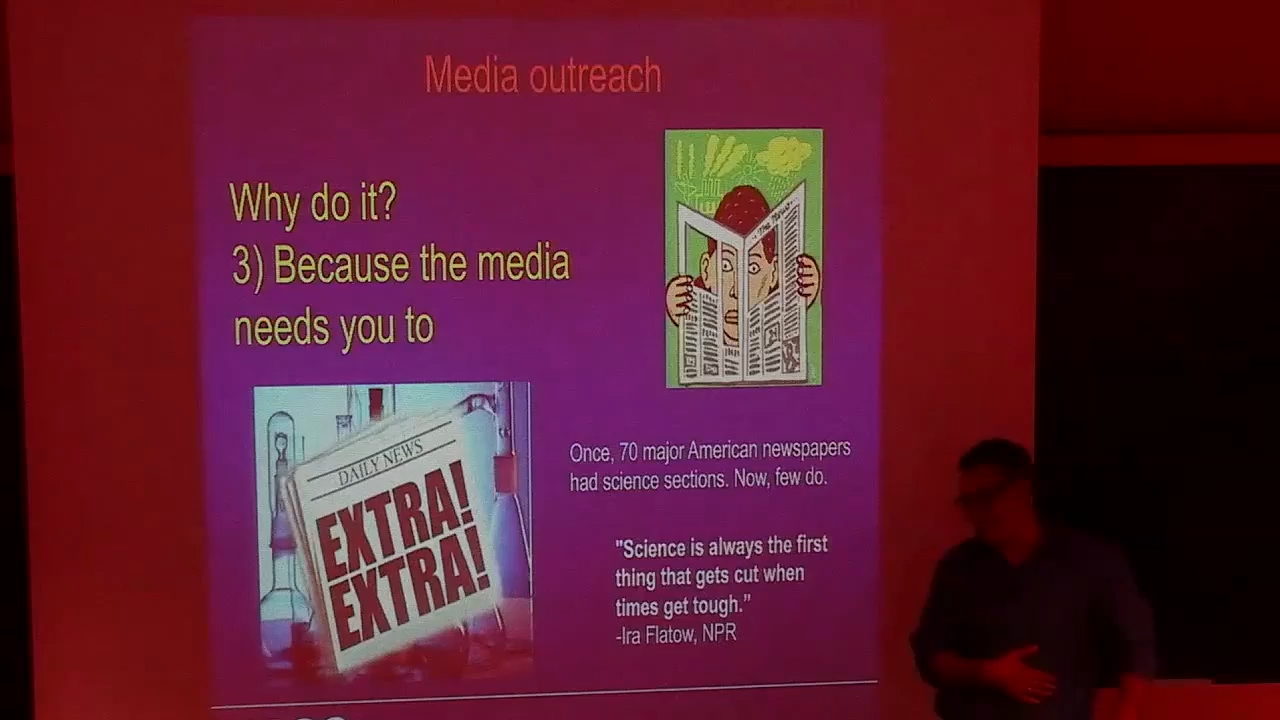 Media outreach
Why do it?
3) Because the media
needs you to
The News
DAILY NEWS
EXTRA!
EXTRA!
Once, 70 major American newspapers
had science sections. Now, few do.
"Science is always the first
thing that gets cut when
times get tough.”
-Ira Flatow, NPR